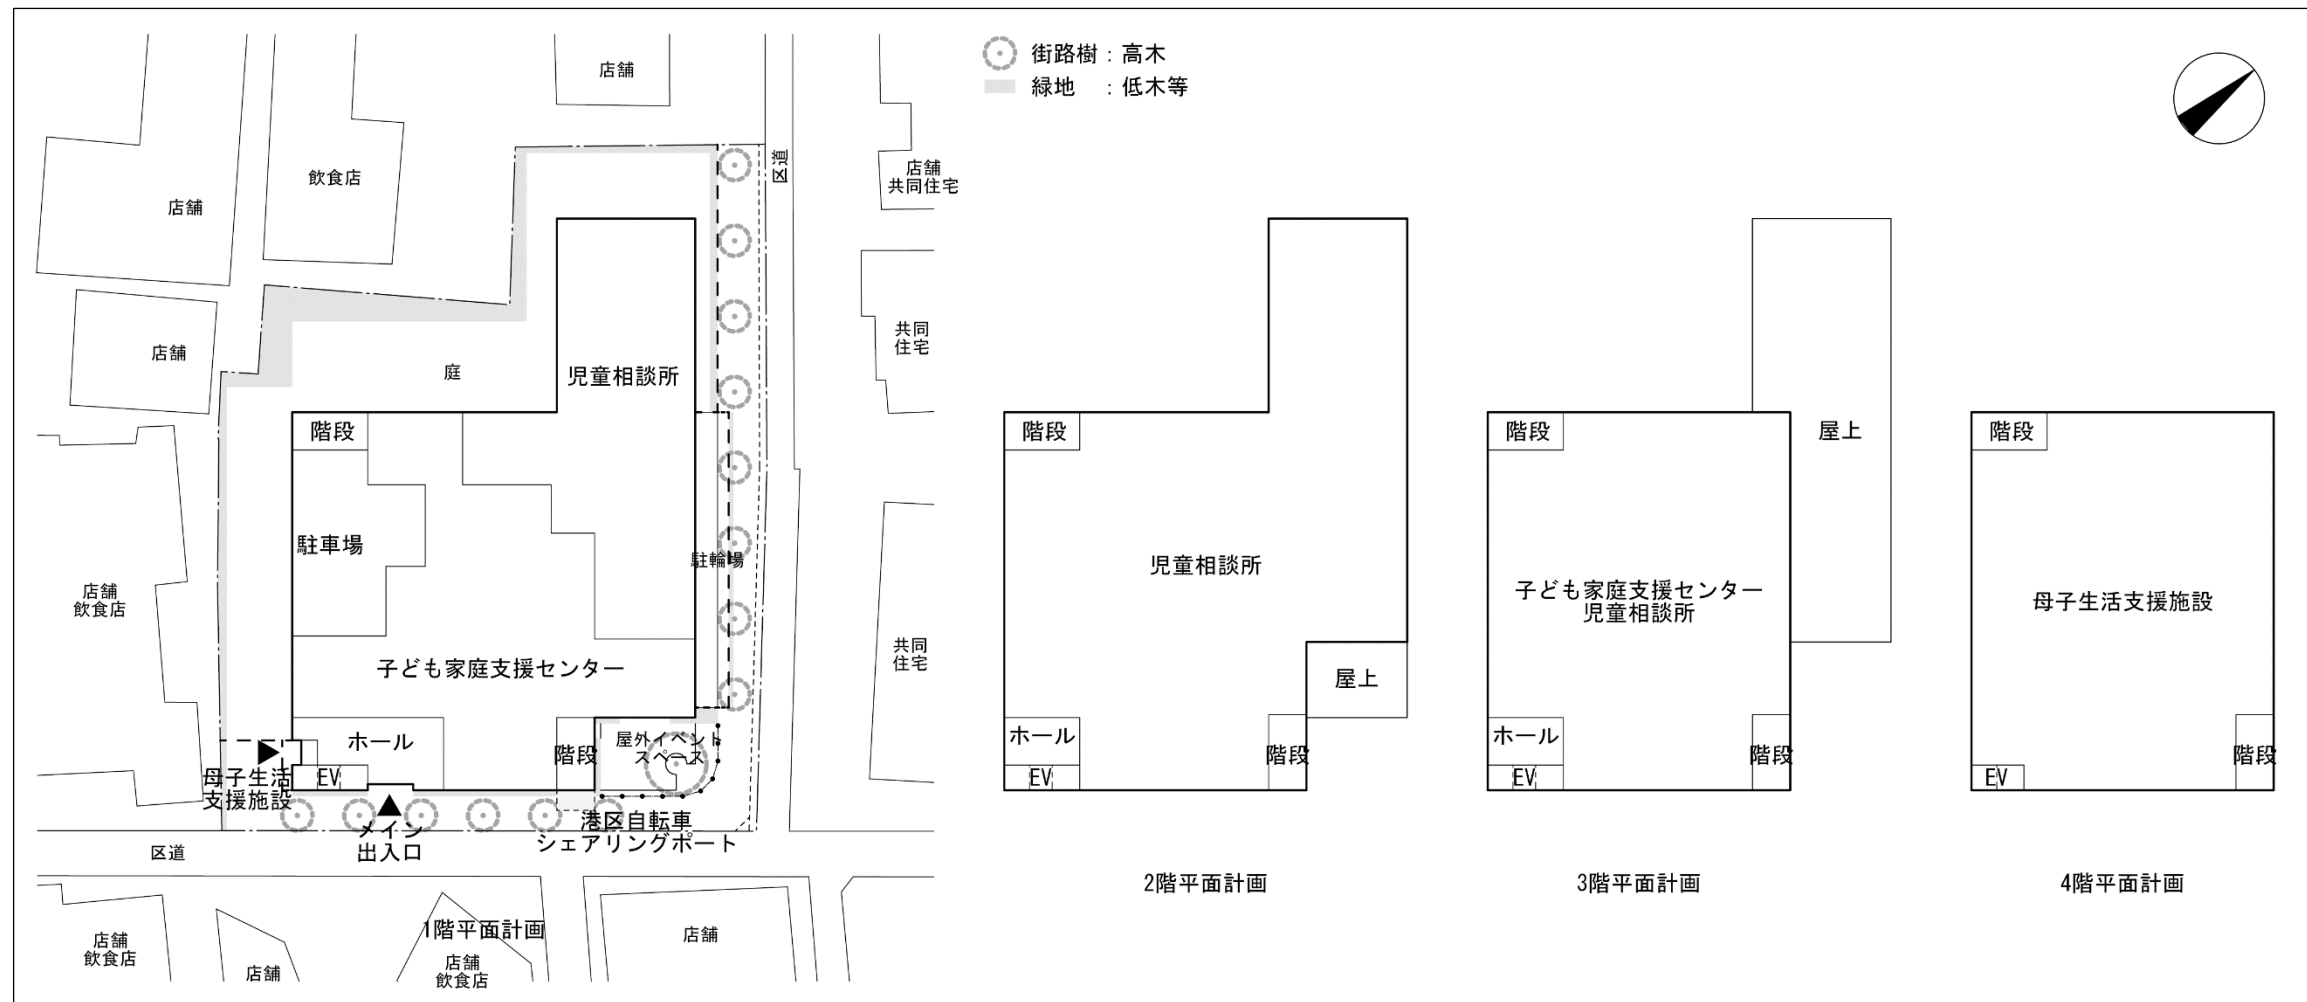 街路樹：高木
緑地　：低木等
店舗
飲食店
店舗
店舗
区道
店舗
共同住宅
共同
住宅
庭
児童相談所
階段
駐車場
駐輪場
店舗
飲食店
共同
住宅
子ども家庭支援センター
ホール
EV
階段
屋外イベント
スペース
母子生活
支援施設
メイン
出入口
港区自転車
シェアリングポート
区道
1階平面計画
店舗
飲食店
店舗
店舗
飲食店
店舗
階段
児童相談所
屋上
ホール
EV
階段
2階平面計画
階段
屋上
子ども家庭支援センター
児童相談所
ホール
EV
階段
3階平面計画
階段
母子生活支援施設
EV
階段
4階平面計画